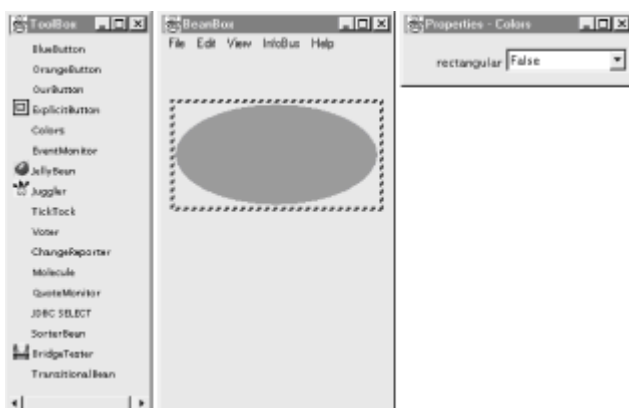 ToolBox
BlueButton
OrangeButton
OurButton
ExplicitButton
Colors
EventMonitor
JellyBean
Juggler
TickTock
Voter
ChangeReporter
Molecule
QuoteMonitor
JDBC SELECT
SorterBean
BridgeTester
TransitionalBean
BeanBox
File Edit View InfoBus Help
Properties - Colors
rectangular False